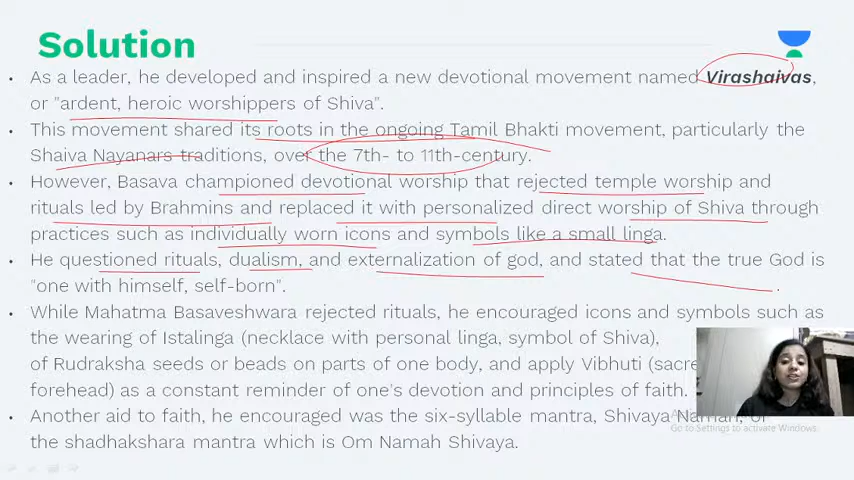 Solution
• As a leader, he developed and inspired a new devotional movement named Virashaivas,
or "ardent, heroic worshippers of Shiva".
• This movement shared its roots in the ongoing Tamil Bhakti movement, particularly the
Shaiva Nayanars traditions, over the 7th- to 11th-century.
• However, Basava championed devotional worship that rejected temple worship and
rituals led by Brahmins and replaced it with personalized direct worship of Shiva through
practices such as individually worn icons and symbols like a small linga.
• He questioned rituals, dualism, and externalization of god, and stated that the true God is
"one with himself, self-born".
• While Mahatma Basaveshwara rejected rituals, he encouraged icons and symbols such as
the wearing of Istalinga (necklace with personal linga, symbol of Shiva),
of Rudraksha seeds or beads on parts of one body, and apply Vibhuti
forehead) as a constant reminder of one's devotion and principles of faith.
• Another aid to faith, he encouraged was the six-syllable mantra, Shivaya Namah, or
the shadhakshara mantra which is Om Namah Shivaya.
Go to Settings to activate Windows.